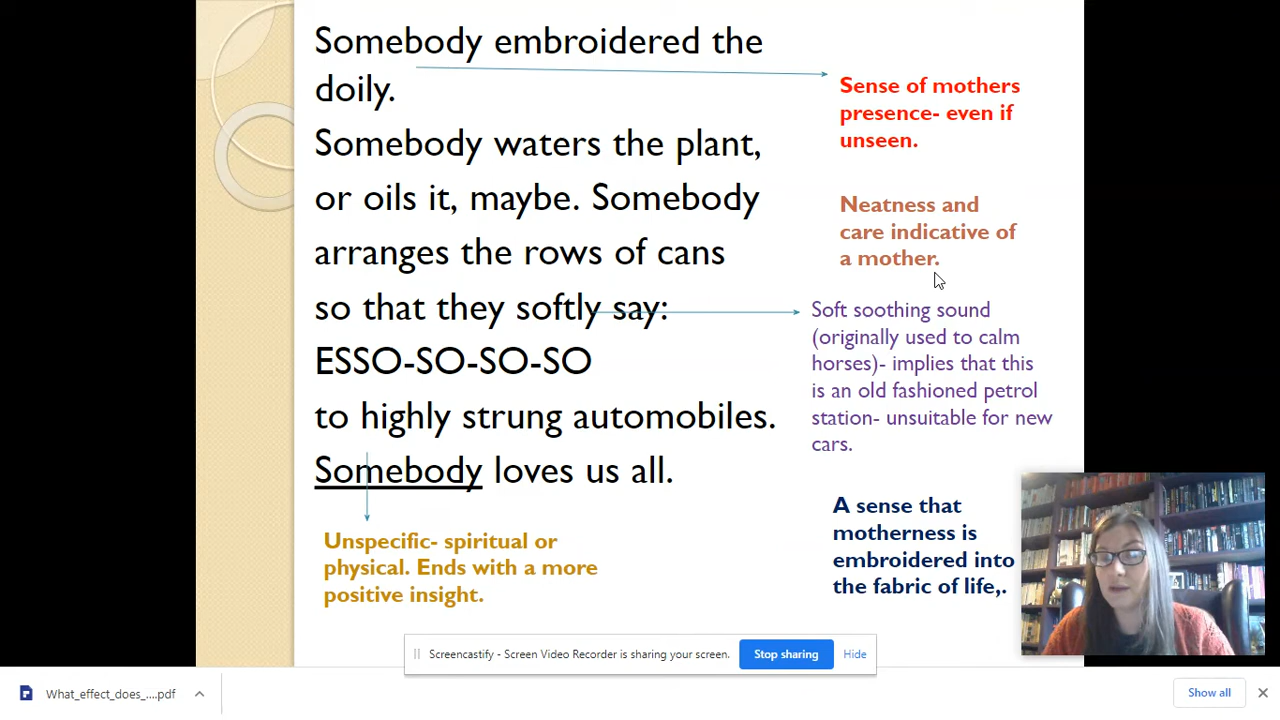 Somebody embroidered the
doily.
Somebody waters the plant,
or oils it, maybe. Somebody
arranges the rows of cans
so that they softly say:
ESSO-SO-SO-SO
to highly strung automobiles.
Somebody loves us all.
Sense of mothers
presence- even if
unseen.
Neatness and
care indicative of
a mother.
Soft soothing sound
(originally used to calm
horses)- implies that this
is an old fashioned petrol
station- unsuitable for new
cars.
A sense that
motherness is
embroidered into
the fabric of life,.
Unspecific- spiritual or
physical. Ends with a more
positive insight.
Screencastify - Screen Video Recorder is sharing your screen.
Stop sharing
Hide
What_effect_does_....pdf
Show all